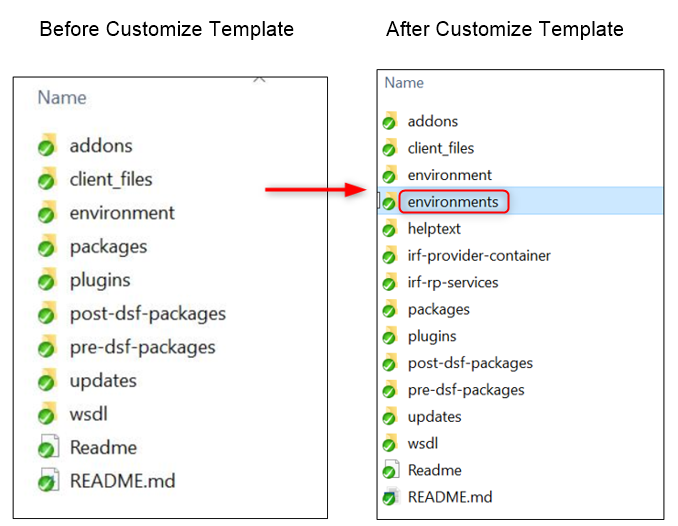 Before Customize Template
After Customize Template
Name
addons
client_files
environment
packages
plugins
post-dsf-packages
pre-dsf-packages
updates
wsdl
Readme
README.md
Name
addons
client_files
environment
environments
helptext
irf-provider-container
irf-rp-services
packages
plugins
post-dsf-packages
pre-dsf-packages
updates
wsdl
Readme
README.md